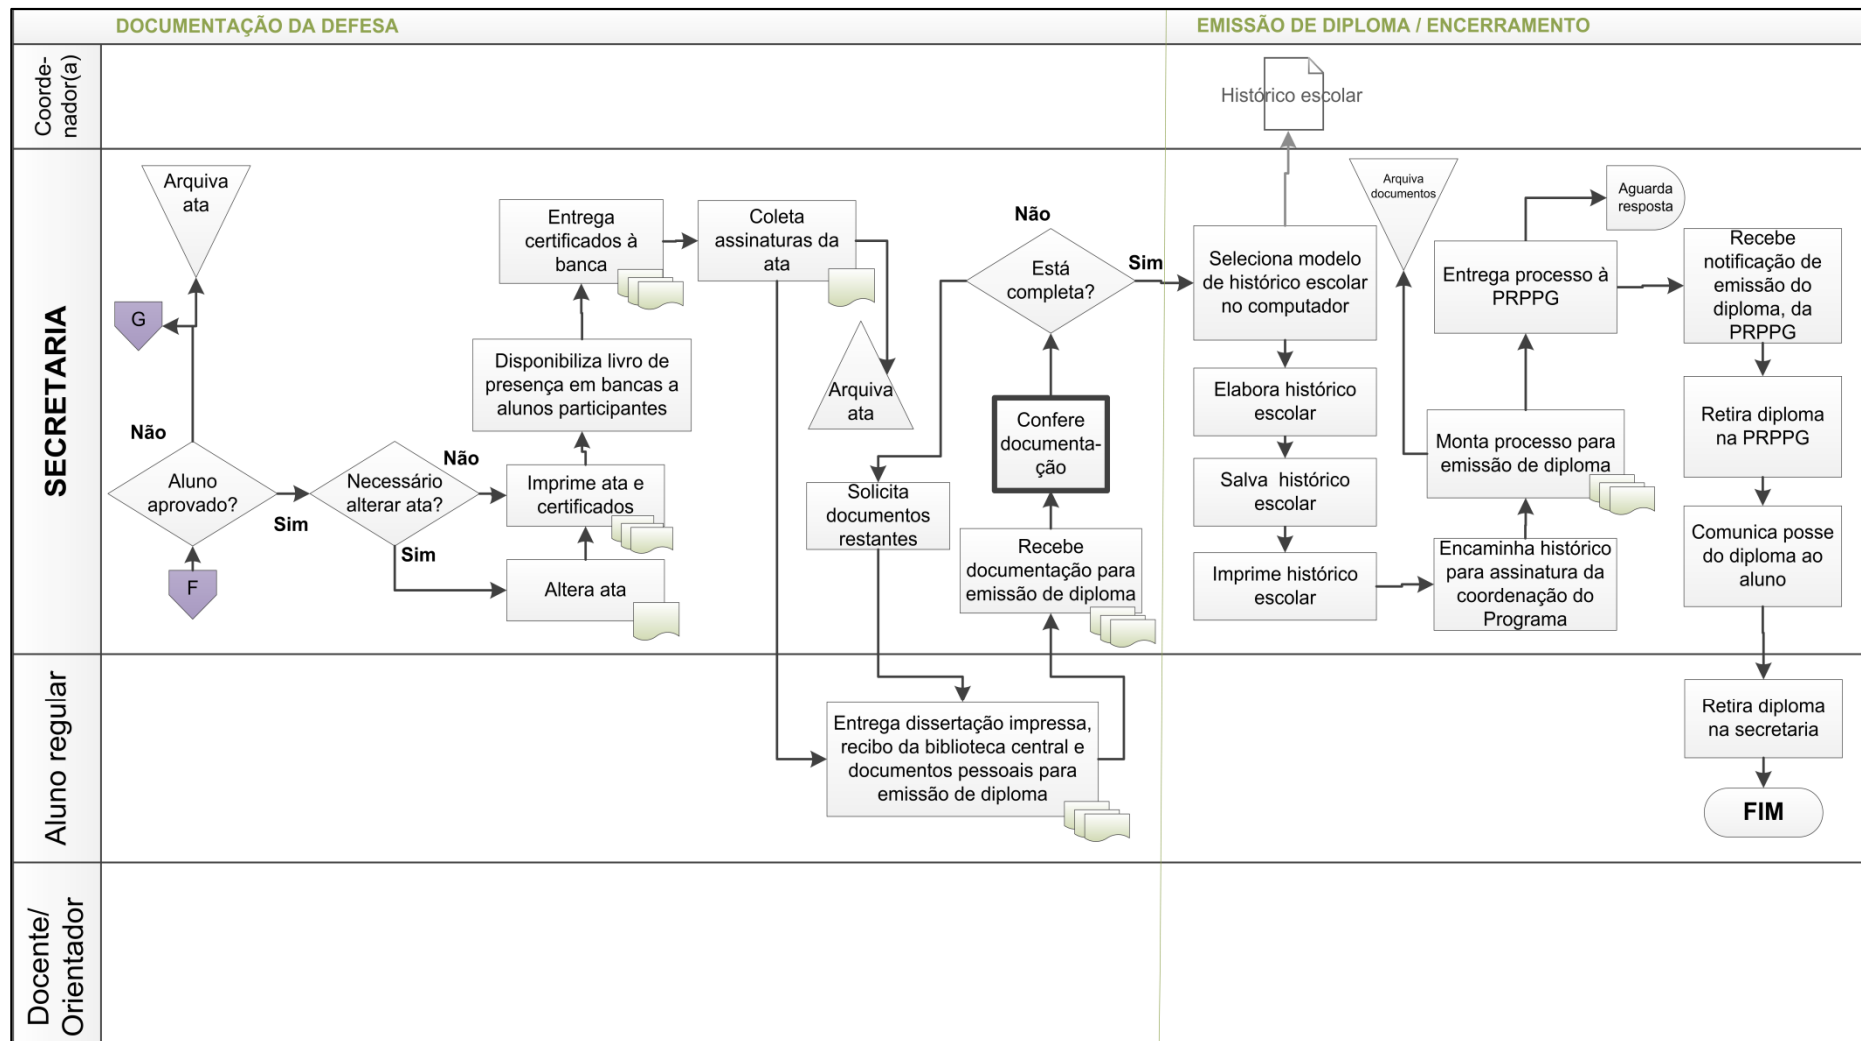 DOCUMENTAÇÃO DA DEFESA
EMISSÃO DE DIPLOMA / ENCERRAMENTO
Coorde-
nador(a)
Histórico escolar
SECRETARIA
Arquiva
ata
G
Não
Aluno
aprovado?
Sim
F
Necessário
alterar ata?
Não
Sim
Altera ata
Imprime ata e
certificados
Disponibiliza livro de
presença em bancas a
alunos participantes
Entrega
certificados à
banca
Coleta
assinaturas da
ata
Arquiva
ata
Não
Está
completa?
Sim
Confere
documenta-
ção
Solicita
documentos
restantes
Recebe
documentação para
emissão de diploma
Seleciona modelo
de histórico escolar
no computador
Elabora histórico
escolar
Salva histórico
escolar
Imprime histórico
escolar
Encaminha histórico
para assinatura da
coordenação do
Programa
Monta processo para
emissão de diploma
Arquiva
documentos
Entrega processo à
PRPPG
Aguarda
resposta
Recebe
notificação de
emissão do
diploma, da
PRPPG
Retira diploma
na PRPPG
Comunica posse
do diploma ao
aluno
Aluno regular
Entrega dissertação impressa,
recibo da biblioteca central e
documentos pessoais para
emissão de diploma
Retira diploma
na secretaria
FIM
Docente/
Orientador